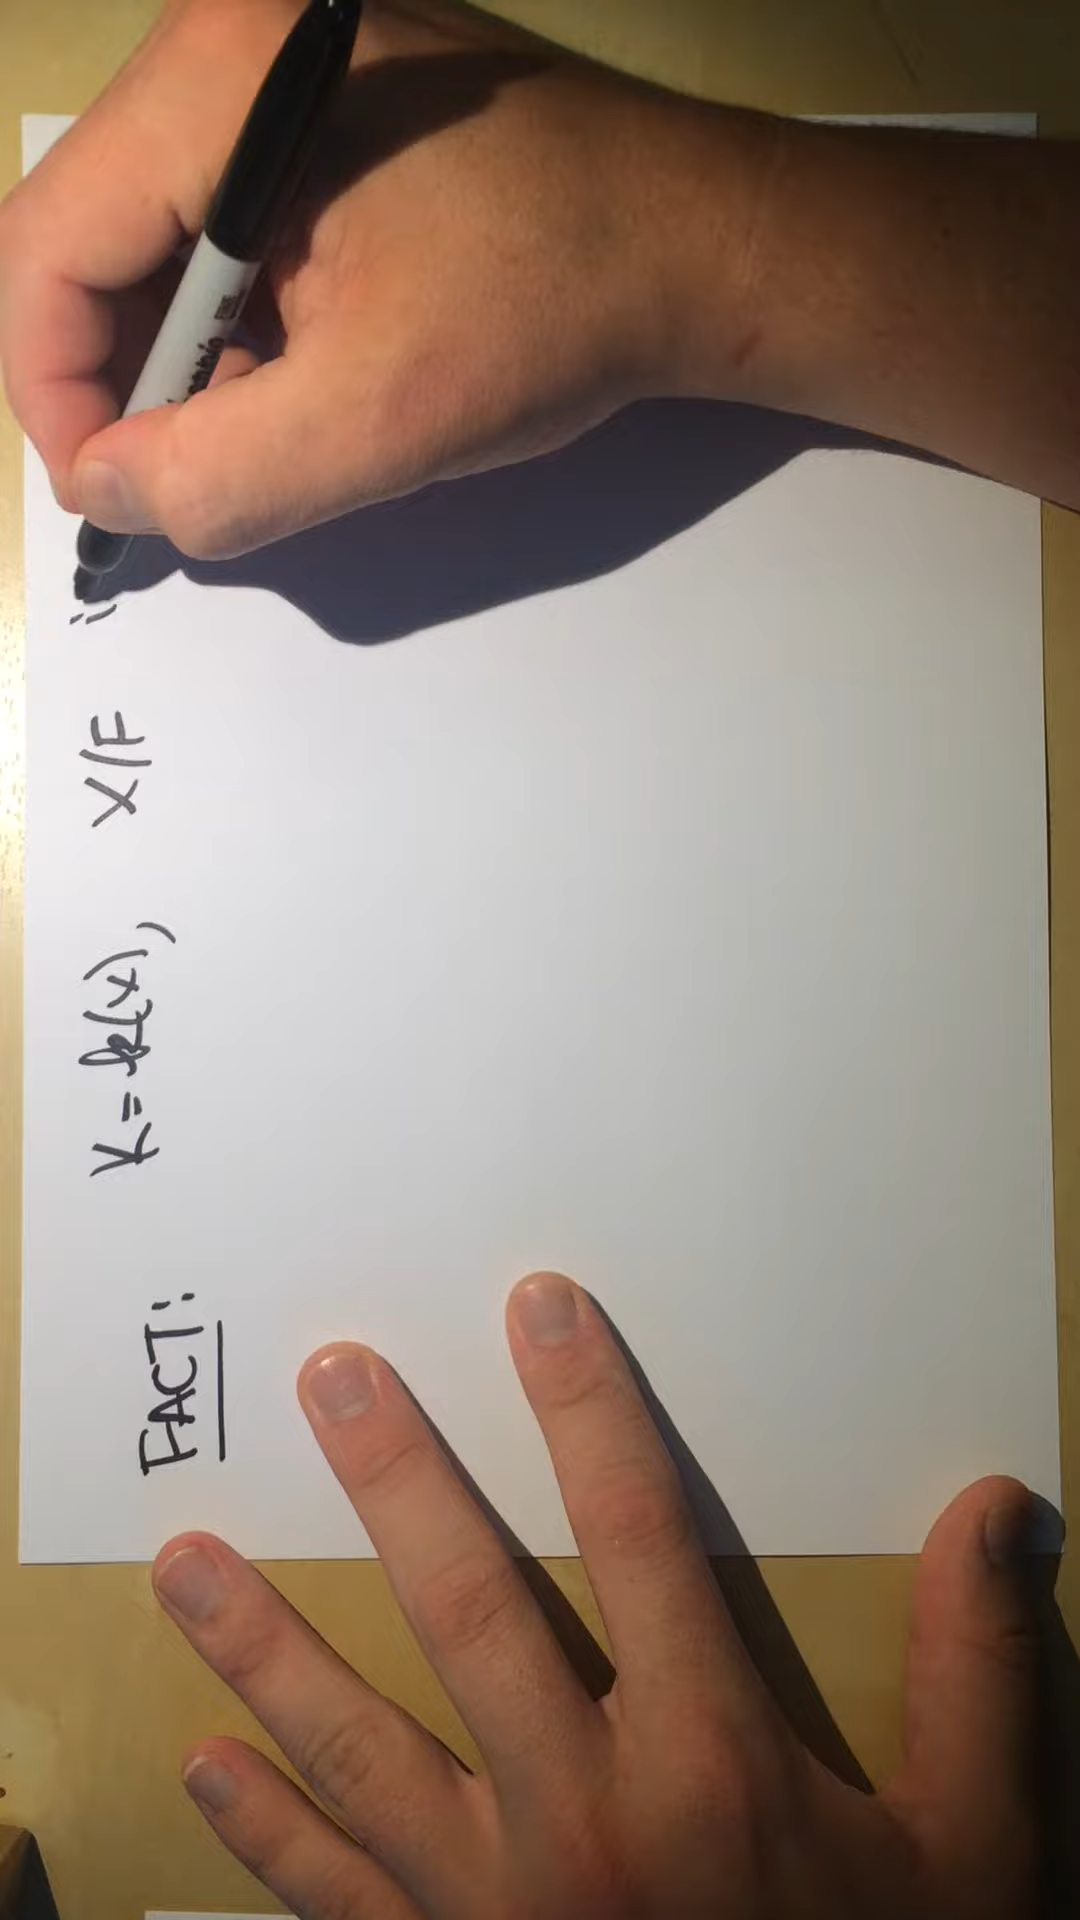 FACT: K = k(x), X/F